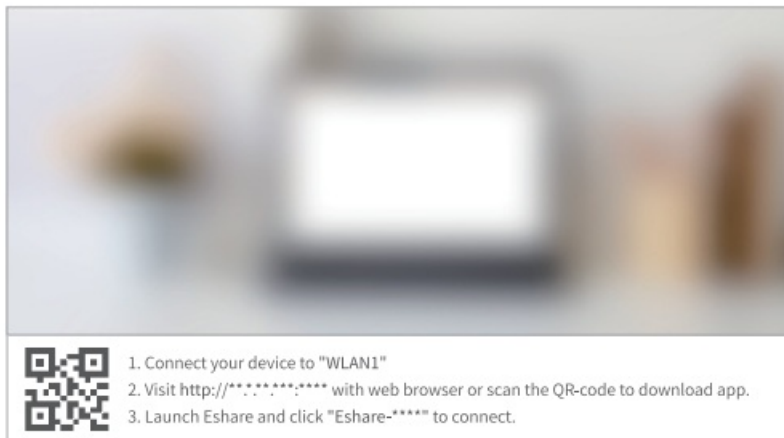 1. Connect your device to "WLAN1"
2. Visit http://**.*.**.***:**** with web browser or scan the QR-code to download app.
3. Launch Eshare and click "Eshare-****" to connect.